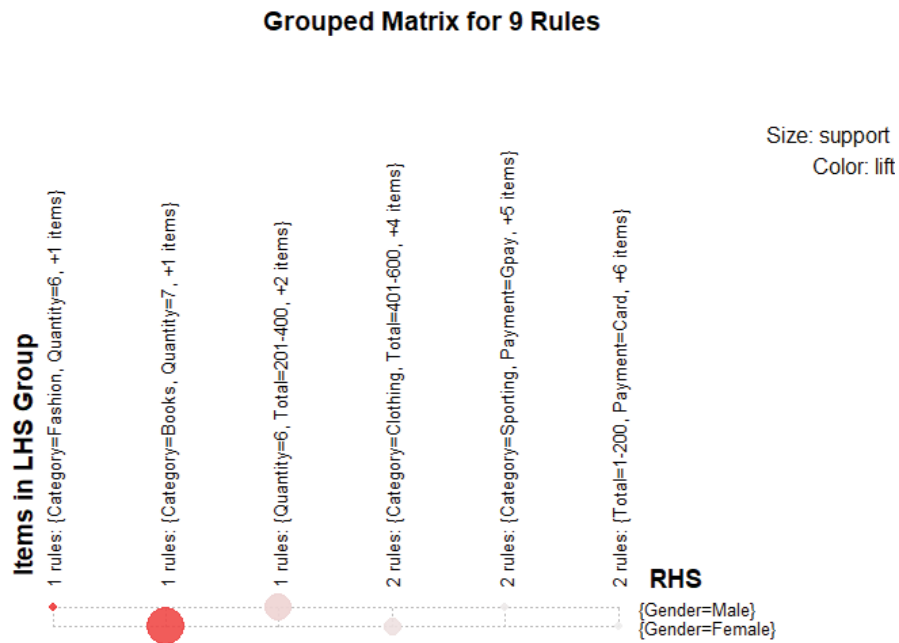 Grouped Matrix for 9 Rules
Size: support
Color: lift
Items in LHS Group
1 rules: {Category=Fashion, Quantity=6, +1 items}
1 rules: {Category=Books, Quantity=7, +1 items}
1 rules: {Quantity=6, Total=201-400, +2 items}
2 rules: {Category=Clothing, Total=401-600, +4 items}
2 rules: {Category=Sporting, Payment=Gpay, +5 items}
2 rules: {Total=1-200, Payment=Card, +6 items}
RHS
{Gender=Male}
{Gender=Female}